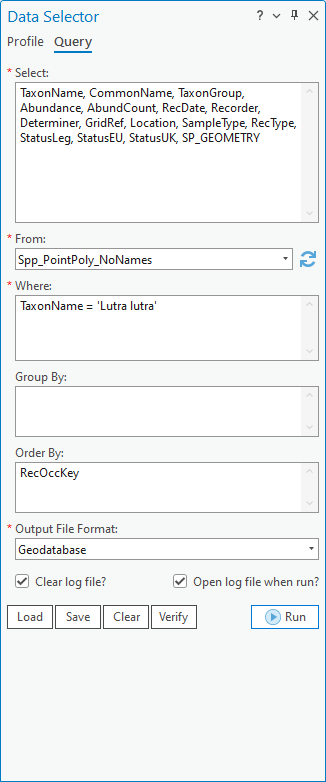 Data Selector
Profile Query
* Select:
TaxonName, CommonName, TaxonGroup,
Abundance, AbundCount, RecDate, Recorder,
Determiner, GridRef, Location, SampleType, RecType,
StatusLeg, StatusEU, StatusUK, SP_GEOMETRY
* From:
Spp_PointPoly_NoNames
* Where:
TaxonName = 'Lutra lutra'
Group By:
Order By:
RecOccKey
* Output File Format:
Geodatabase
Clear log file? Open log file when run?
Load Save Clear Verify Run